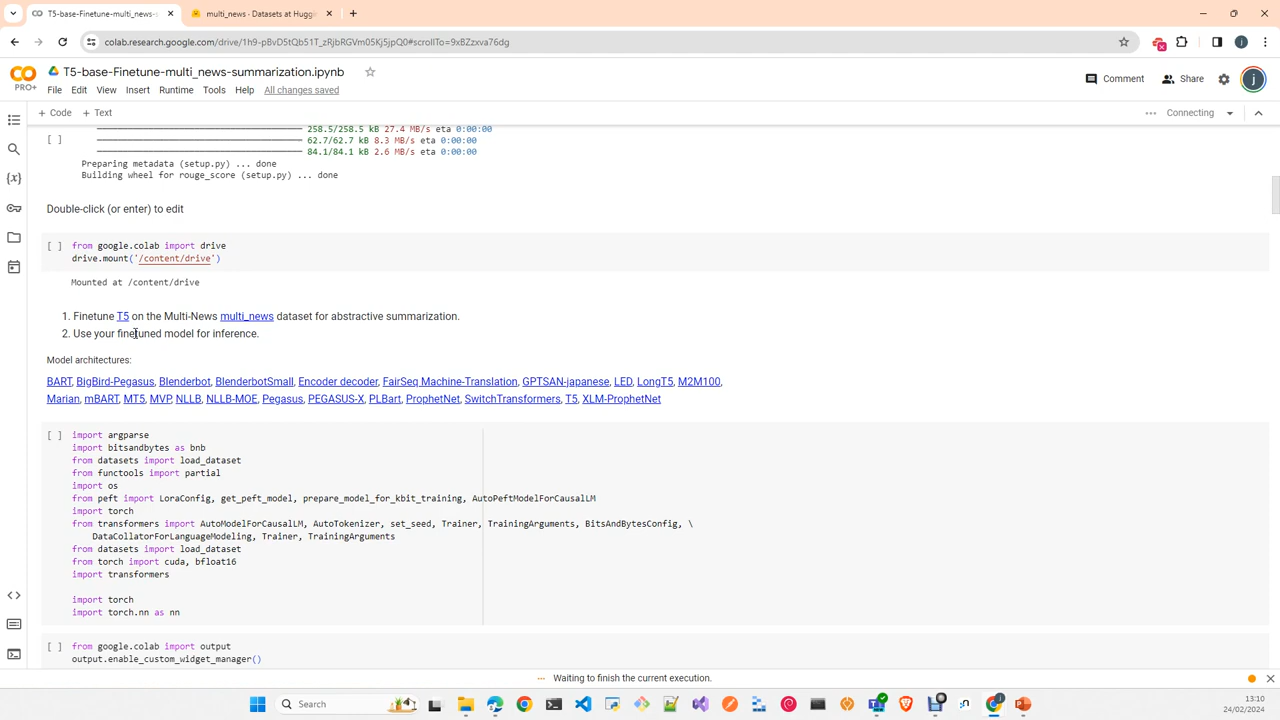 T5-base-Finetune-multi_news-su
multi_news · Datasets at Huggi
colab.research.google.com/drive/1h9-pBvD5tQb51T_zRjbRGVm05Kj5jpQ0#scrollTo=9xBZzxva76dg
T5-base-Finetune-multi_news-summarization.ipynb
PRO+
File Edit View Insert Runtime Tools Help All changes saved
Comment Share j
+ Code + Text
Connecting
258.5/258.5 kB 27.4 MB/s eta 0:00:00
[ ] 62.7/62.7 kB 8.3 MB/s eta 0:00:00
84.1/84.1 kB 2.6 MB/s eta 0:00:00
Preparing metadata (setup.py) ... done
Building wheel for rouge_score (setup.py) ... done
Double-click (or enter) to edit
[ ] from google.colab import drive
drive.mount('/content/drive')
Mounted at /content/drive
1. Finetune T5 on the Multi-News multi_news dataset for abstractive summarization.
2. Use your finetuned model for inference.
Model architectures:
BART, BigBird-Pegasus, Blenderbot, BlenderbotSmall, Encoder decoder, FairSeq Machine-Translation, GPTSAN-japanese, LED, LongT5, M2M100,
Marian, mBART, MT5, MVP, NLLB, NLLB-MOE, Pegasus, PEGASUS-X, PLBart, ProphetNet, SwitchTransformers, T5, XLM-ProphetNet
[ ] import argparse
import bitsandbytes as bnb
from datasets import load_dataset
from functools import partial
import os
from peft import LoraConfig, get_peft_model, prepare_model_for_kbit_training, AutoPeftModelForCausalLM
import torch
from transformers import AutoModelForCausalLM, AutoTokenizer, set_seed, Trainer, TrainingArguments, BitsAndBytesConfig, \
DataCollatorForLanguageModeling, Trainer, TrainingArguments
from datasets import load_dataset
from torch import cuda, bfloat16
import transformers
import torch
import torch.nn as nn
[ ] from google.colab import output
output.enable_custom_widget_manager()
Waiting to finish the current execution.
Search
13:10
24/02/2024